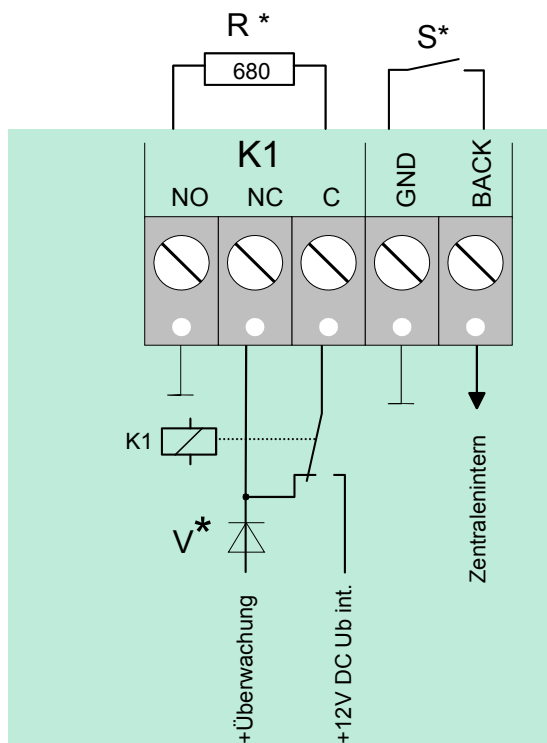 R *
S*
680
K1
NO
NC
C
GND
BACK
K1
V*
+Überwachung
+12V DC Ub int.
Zentralenintern